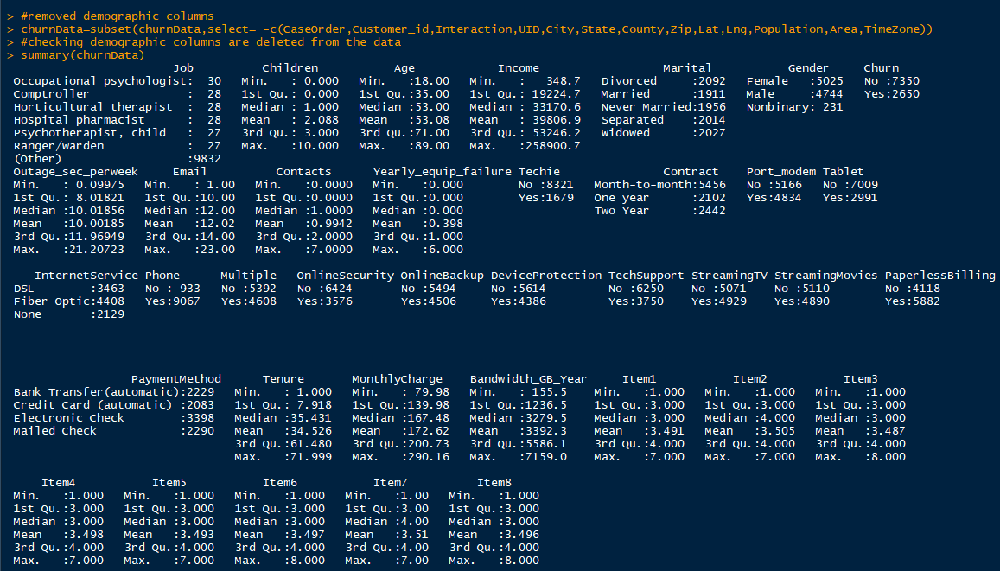 > #removed demographic columns
> churnData=subset(churnData,select= -c(CaseOrder,Customer_id,Interaction,UID,City,State,County,Zip,Lat,Lng,Population,Area,TimeZone))
> #checking demographic columns are deleted from the data
> summary(churnData)
Job Children Age Income Marital Gender Churn
Occupational psychologist: 30 Min. : 0.000 Min. :18.00 Min. : 348.7 Divorced :2092 Female :5025 No :7350
Comptroller : 28 1st Qu.: 0.000 1st Qu.:35.00 1st Qu.: 19224.7 Married :1911 Male :4744 Yes:2650
Horticultural therapist : 28 Median : 1.000 Median :53.00 Median : 33170.6 Never Married:1956 Nonbinary: 231
Hospital pharmacist : 28 Mean : 2.088 Mean :53.08 Mean : 39806.9 Separated :2014
Psychotherapist, child : 27 3rd Qu.: 3.000 3rd Qu.:71.00 3rd Qu.: 53246.2 Widowed :2027
Ranger/warden : 27 Max. :10.000 Max. :89.00 Max. :258900.7
(Other) :9832
Outage_sec_perweek Email Contacts Yearly_equip_failure Techie Contract Port_modem Tablet
Min. : 0.09975 Min. : 1.00 Min. :0.0000 Min. :0.000 No :8321 Month-to-month:5456 No :5166 No :7009
1st Qu.: 8.01821 1st Qu.:10.00 1st Qu.:0.0000 1st Qu.:0.000 Yes:1679 One year :2102 Yes:4834 Yes:2991
Median :10.01856 Median :12.00 Median :1.0000 Median :0.000 Two Year :2442
Mean :10.00185 Mean :12.02 Mean :0.9942 Mean :0.398
3rd Qu.:11.96949 3rd Qu.:14.00 3rd Qu.:2.0000 3rd Qu.:1.000
Max. :21.20723 Max. :23.00 Max. :7.0000 Max. :6.000
InternetService Phone Multiple OnlineSecurity OnlineBackup DeviceProtection TechSupport StreamingTV StreamingMovies PaperlessBilling
DSL :3463 No : 933 No :5392 No :6424 No :5494 No :5614 No :6250 No :5071 No :5110 No :4118
Fiber Optic:4408 Yes:9067 Yes:4608 Yes:3576 Yes:4506 Yes:4386 Yes:3750 Yes:4929 Yes:4890 Yes:5882
None :2129
PaymentMethod Tenure MonthlyCharge Bandwidth_GB_Year Item1 Item2 Item3
Bank Transfer(automatic):2229 Min. : 1.000 Min. : 79.98 Min. : 155.5 Min. :1.000 Min. :1.000 Min. :1.000
Credit Card (automatic) :2083 1st Qu.: 7.918 1st Qu.:139.98 1st Qu.:1236.5 1st Qu.:3.000 1st Qu.:3.000 1st Qu.:3.000
Electronic Check :3398 Median :35.431 Median :167.48 Median :3279.5 Median :3.000 Median :4.000 Median :3.000
Mailed Check :2290 Mean :34.526 Mean :172.62 Mean :3392.3 Mean :3.491 Mean :3.505 Mean :3.487
3rd Qu.:61.480 3rd Qu.:200.73 3rd Qu.:5586.1 3rd Qu.:4.000 3rd Qu.:4.000 3rd Qu.:4.000
Max. :71.999 Max. :290.16 Max. :7159.0 Max. :7.000 Max. :7.000 Max. :8.000
Item4 Item5 Item6 Item7 Item8
Min. :1.000 Min. :1.000 Min. :1.000 Min. :1.00 Min. :1.000
1st Qu.:3.000 1st Qu.:3.000 1st Qu.:3.000 1st Qu.:3.00 1st Qu.:3.000
Median :3.000 Median :3.000 Median :3.000 Median :4.00 Median :3.000
Mean :3.498 Mean :3.493 Mean :3.497 Mean :3.51 Mean :3.496
3rd Qu.:4.000 3rd Qu.:4.000 3rd Qu.:4.000 3rd Qu.:4.00 3rd Qu.:4.000
Max. :7.000 Max. :7.000 Max. :8.000 Max. :7.00 Max. :8.000